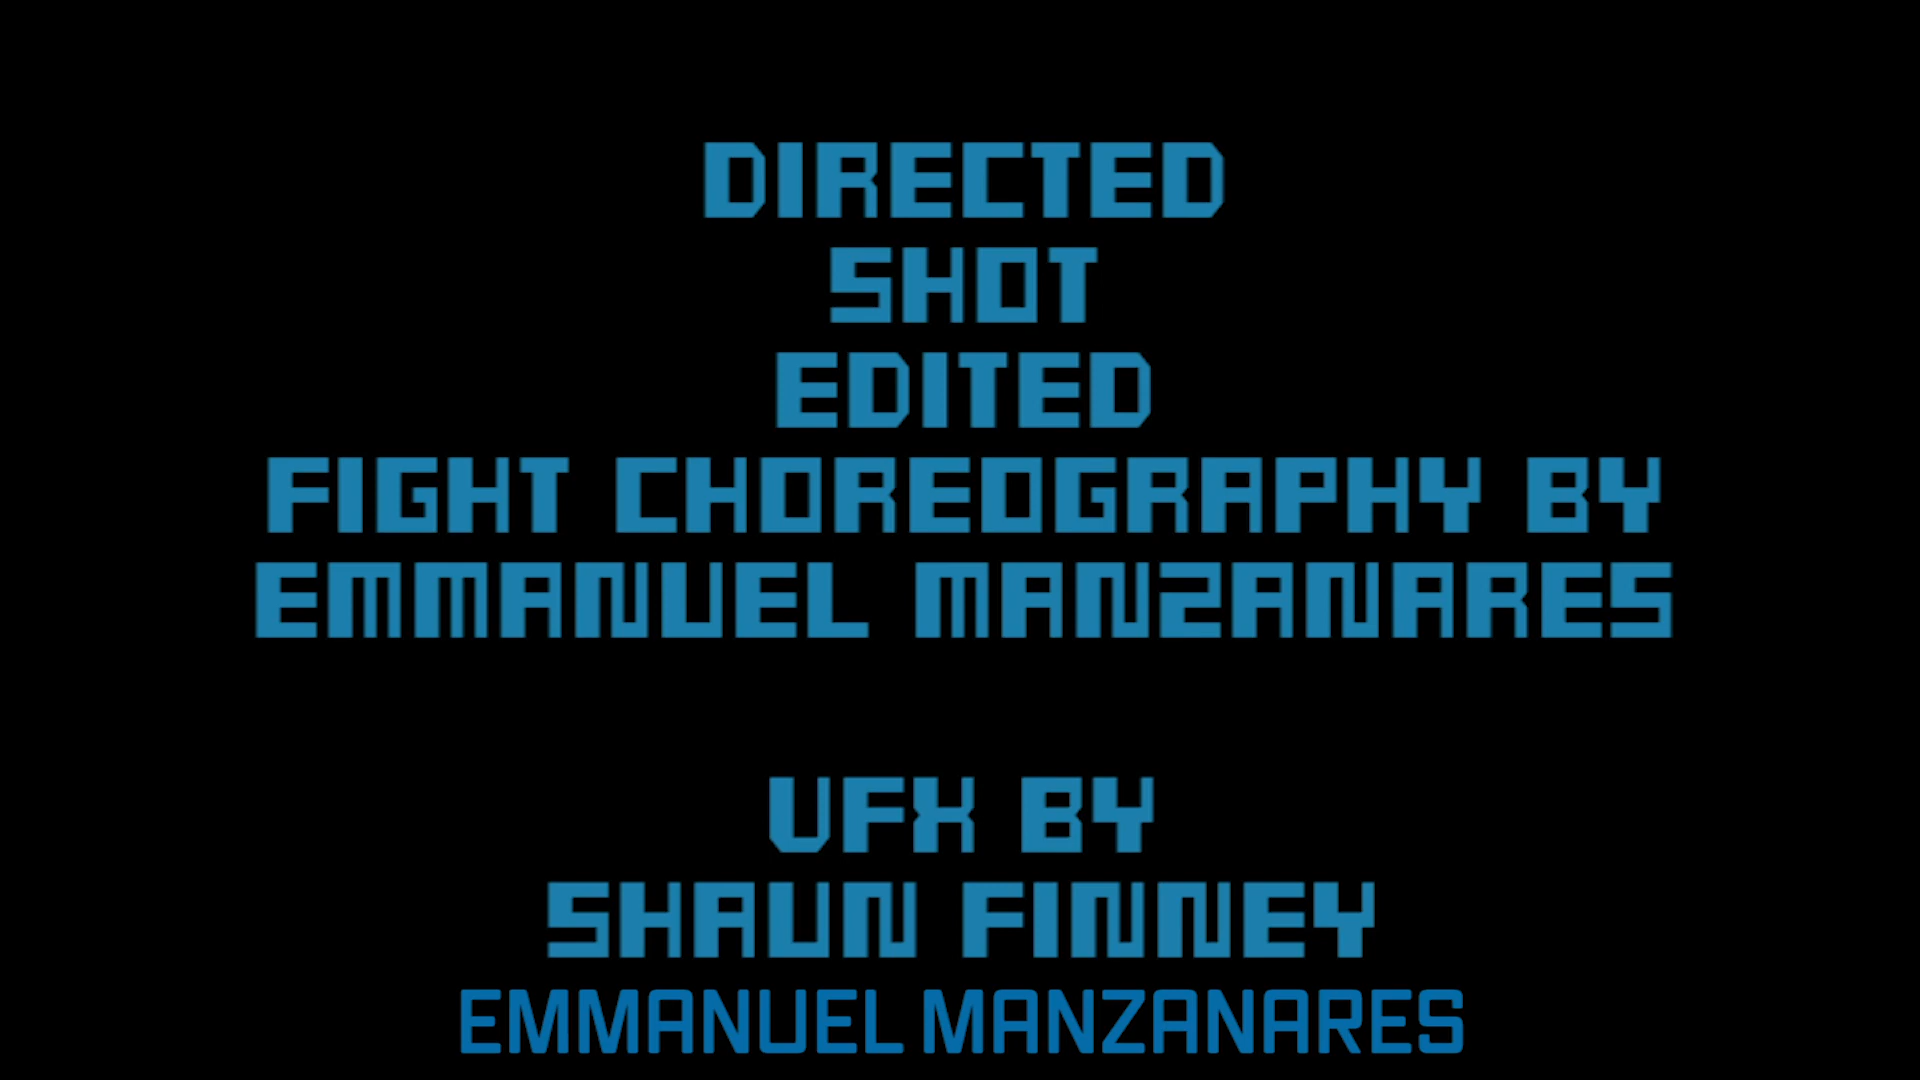 DIRECTED
SHOT
EDITED
FIGHT CHOREOGRAPHY BY
EMMANUEL MANZANARES
VFX BY
SHAUN FINNEY
EMMANUEL MANZANARES